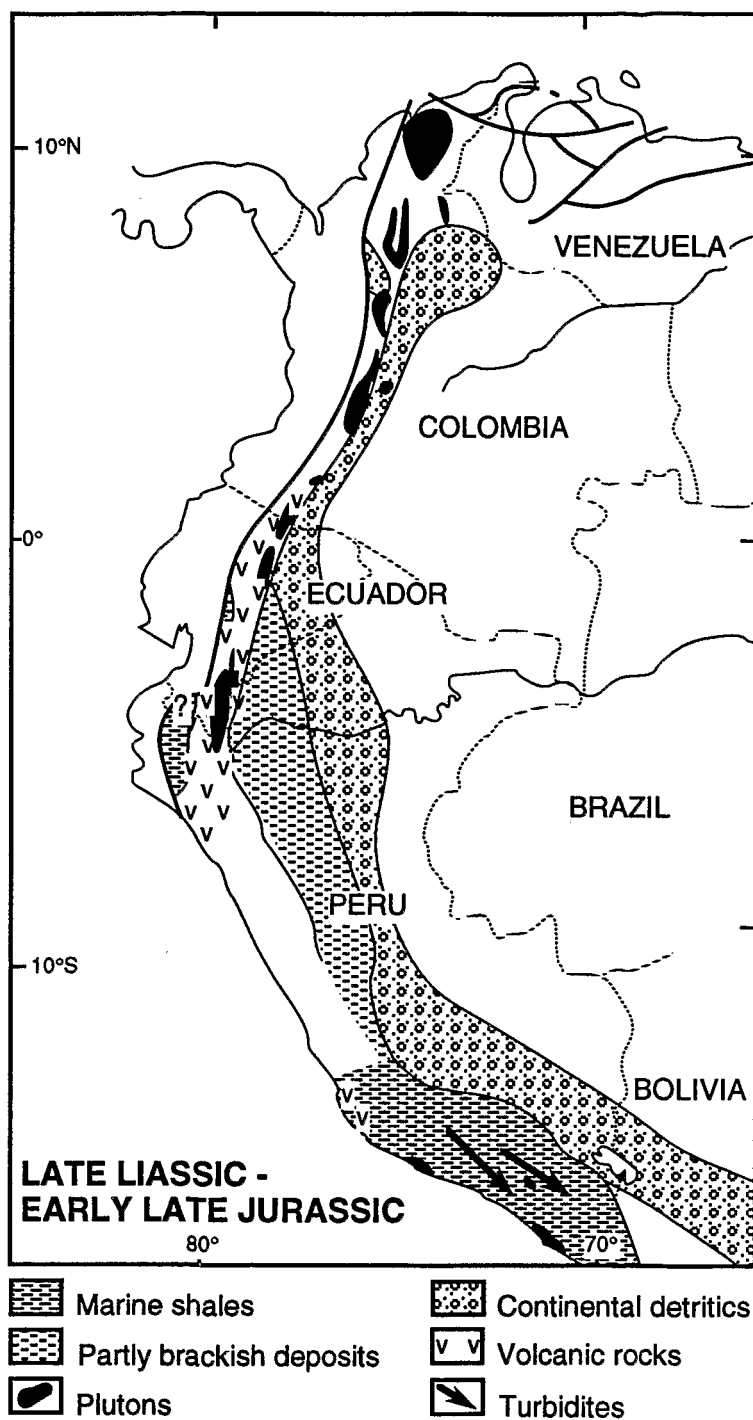 10°N
VENEZUELA
COLOMBIA
0°
ECUADOR
?
BRAZIL
PERU
10°S
BOLIVIA
LATE LIASSIC -
EARLY LATE JURASSIC
80°
70°
Marine shales
Continental detritics
Partly brackish deposits
v v Volcanic rocks
Plutons
Turbidites